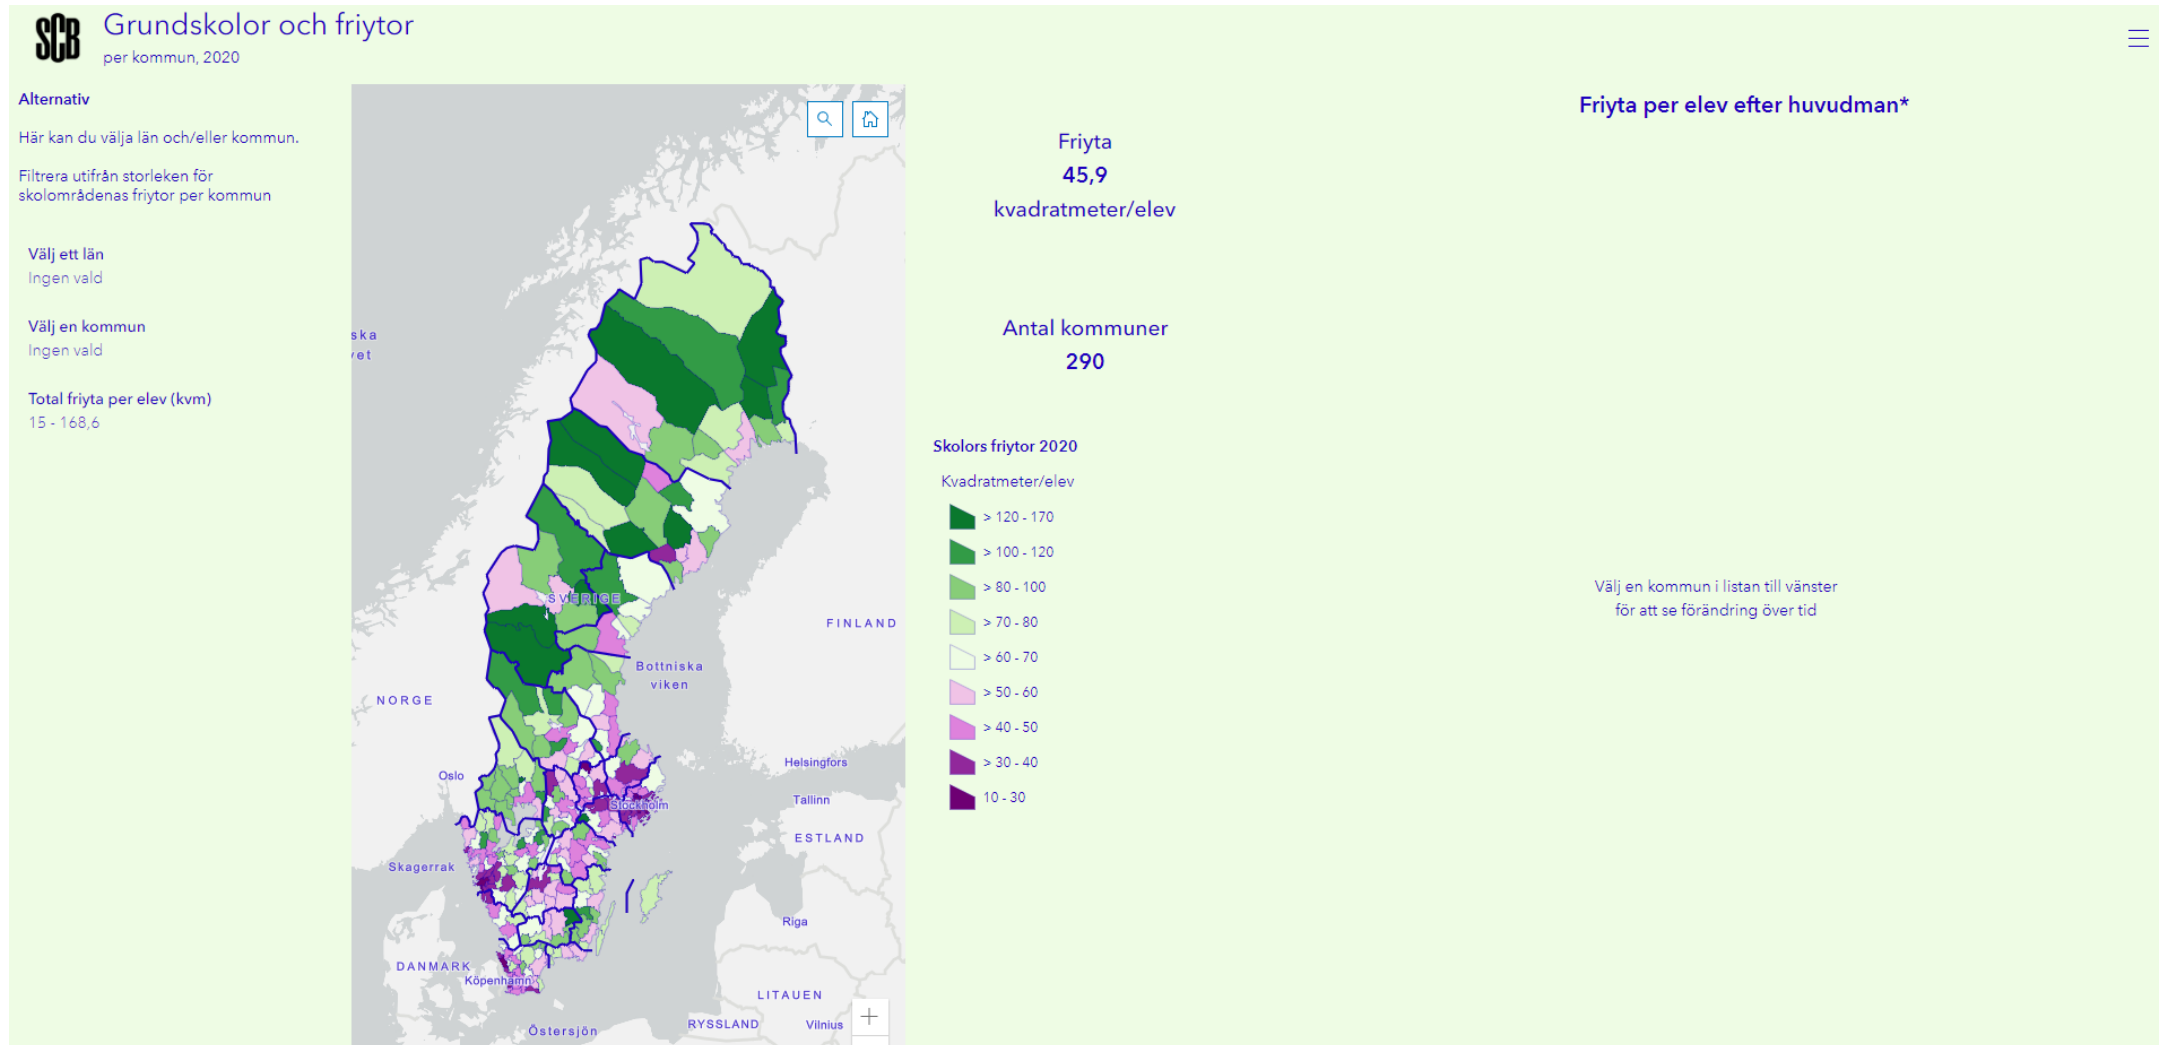 SCB
Grundskolor och friytor
per kommun, 2020
Alternativ
Här kan du välja län och/eller kommun.
Filtrera utifrån storleken för
skolområdenas friytor per kommun
Välj ett län
Ingen vald
Välj en kommun
Ingen vald
Total friyta per elev (kvm)
15 - 168,6
ska
vet
SVERIGE
FINLAND
Bottniska
viken
NORGE
Oslo
Helsingfors
Stockholm
Tallinn
ESTLAND
Skagerrak
Riga
DANMARK
Köpenhamn
LITAUEN
RYSSLAND
Vilnius
Östersjön
+
Friyta
45,9
kvadratmeter/elev
Antal kommuner
290
Skolors friytor 2020
Kvadratmeter/elev
> 120 - 170
> 100 - 120
> 80 - 100
> 70 - 80
> 60 - 70
> 50 - 60
> 40 - 50
> 30 - 40
10 - 30
Friyta per elev efter huvudman*
Välj en kommun i listan till vänster
för att se förändring över tid